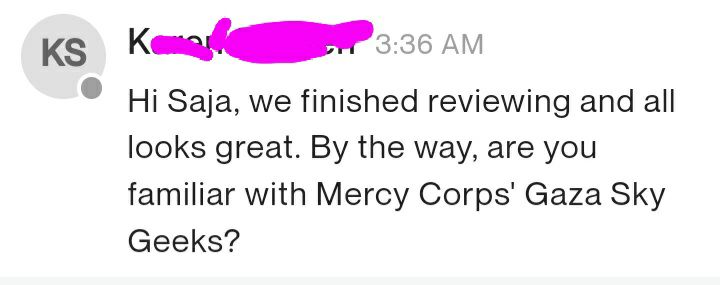 KS
3:36 AM
Hi Saja, we finished reviewing and all
looks great. By the way, are you
familiar with Mercy Corps' Gaza Sky
Geeks?